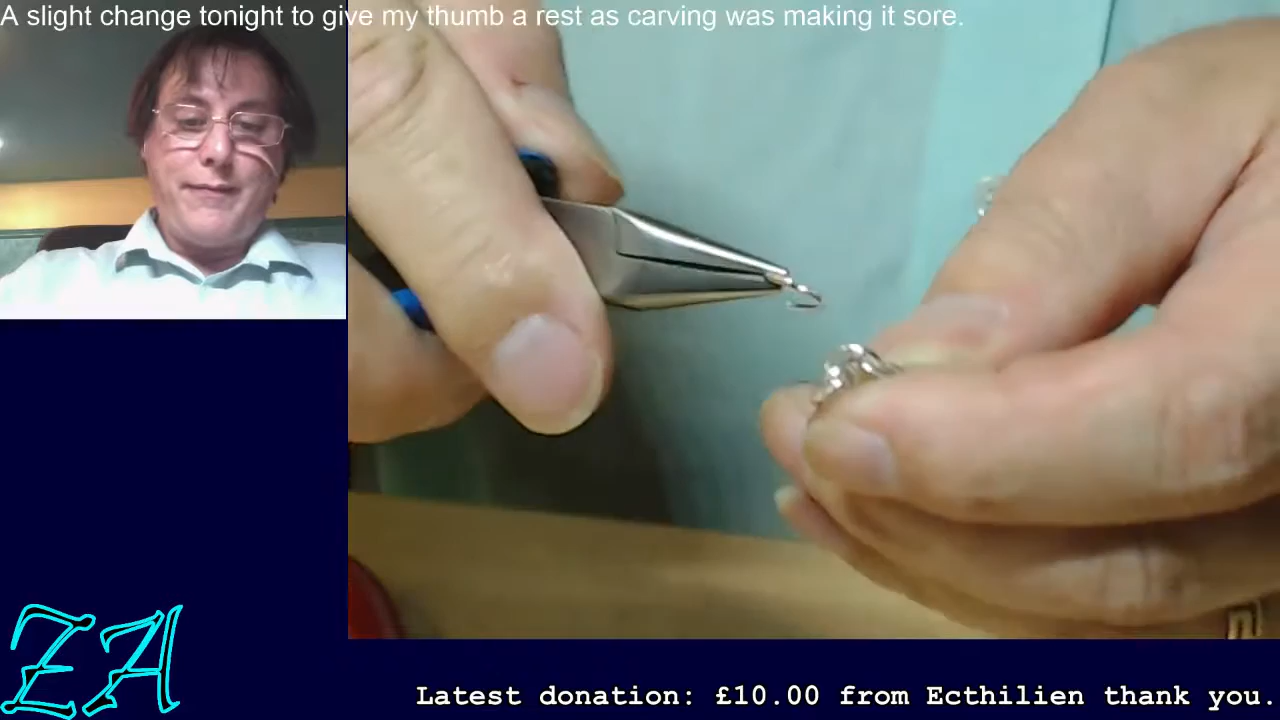 A slight change tonight to give my thumb a rest as carving was making it sore.
ZA
Latest donation: £10.00 from Ecthilien thank you.